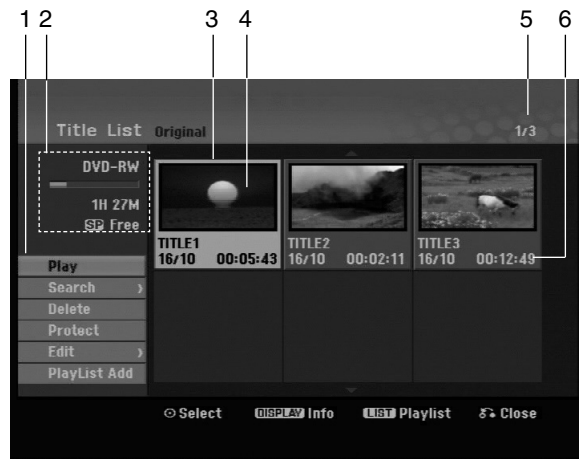 1 2 3 4 5 6
Title List Original 1/3
DVD-RW
1H 27M
SP Free
TITLE1 TITLE2 TITLE3
16/10 00:05:43 16/10 00:02:11 16/10 00:12:49
Play
Search
Delete
Protect
Edit
PlayList Add
Select DISPLAY Info LIST Playlist Close